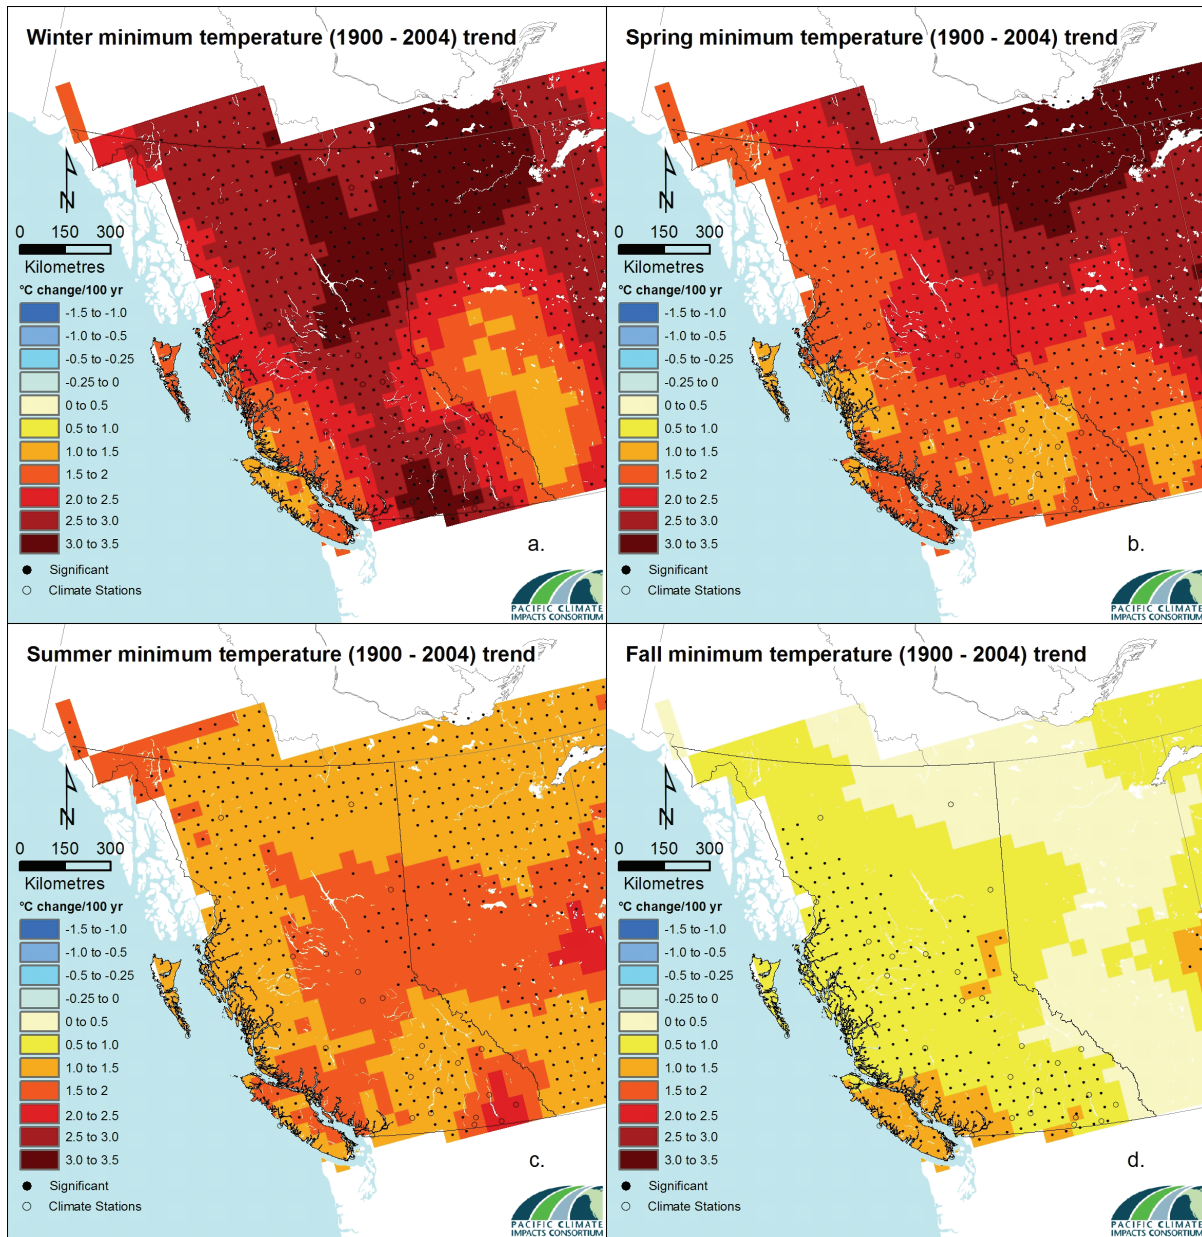 Winter minimum temperature (1900 - 2004) trend
N
0 150 300
Kilometres
°C change/100 yr
-1.5 to -1.0
-1.0 to -0.5
-0.5 to -0.25
-0.25 to 0
0 to 0.5
0.5 to 1.0
1.0 to 1.5
1.5 to 2
2.0 to 2.5
2.5 to 3.0
3.0 to 3.5
Significant
Climate Stations
a.
PACIFIC CLIMATE
IMPACTS CONSORTIUM
Spring minimum temperature (1900 - 2004) trend
N
0 150 300
Kilometres
°C change/100 yr
-1.5 to -1.0
-1.0 to -0.5
-0.5 to -0.25
-0.25 to 0
0 to 0.5
0.5 to 1.0
1.0 to 1.5
1.5 to 2
2.0 to 2.5
2.5 to 3.0
3.0 to 3.5
Significant
Climate Stations
b.
PACIFIC CLIMATE
IMPACTS CONSORTIUM
Summer minimum temperature (1900 - 2004) trend
N
0 150 300
Kilometres
°C change/100 yr
-1.5 to -1.0
-1.0 to -0.5
-0.5 to -0.25
-0.25 to 0
0 to 0.5
0.5 to 1.0
1.0 to 1.5
1.5 to 2
2.0 to 2.5
2.5 to 3.0
3.0 to 3.5
Significant
Climate Stations
c.
PACIFIC CLIMATE
IMPACTS CONSORTIUM
Fall minimum temperature (1900 - 2004) trend
N
0 150 300
Kilometres
°C change/100 yr
-1.5 to -1.0
-1.0 to -0.5
-0.5 to -0.25
-0.25 to 0
0 to 0.5
0.5 to 1.0
1.0 to 1.5
1.5 to 2
2.0 to 2.5
2.5 to 3.0
3.0 to 3.5
Significant
Climate Stations
d.
PACIFIC CLIMATE
IMPACTS CONSORTIUM